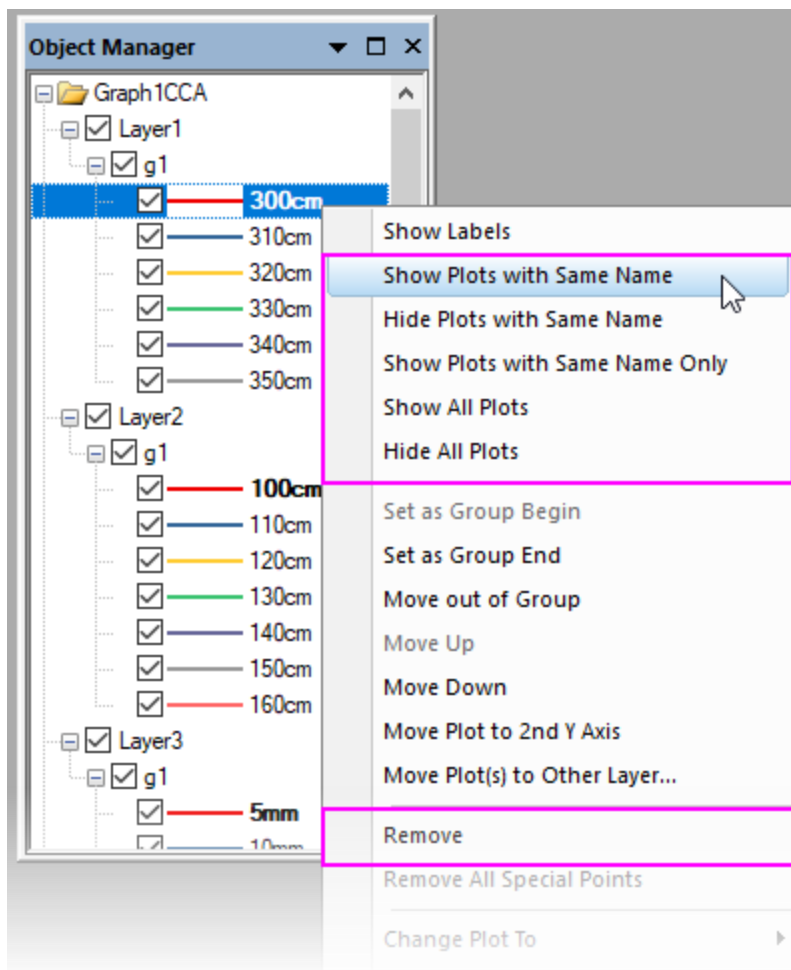 Object Manager
Graph1CCA
Layer1
g1
300cm
310cm
320cm
330cm
340cm
350cm
Layer2
g1
100cm
110cm
120cm
130cm
140cm
150cm
160cm
Layer3
g1
5mm
10mm
Show Labels
Show Plots with Same Name
Hide Plots with Same Name
Show Plots with Same Name Only
Show All Plots
Hide All Plots
Set as Group Begin
Set as Group End
Move out of Group
Move Up
Move Down
Move Plot to 2nd Y Axis
Move Plot(s) to Other Layer...
Remove
Remove All Special Points
Change Plot To